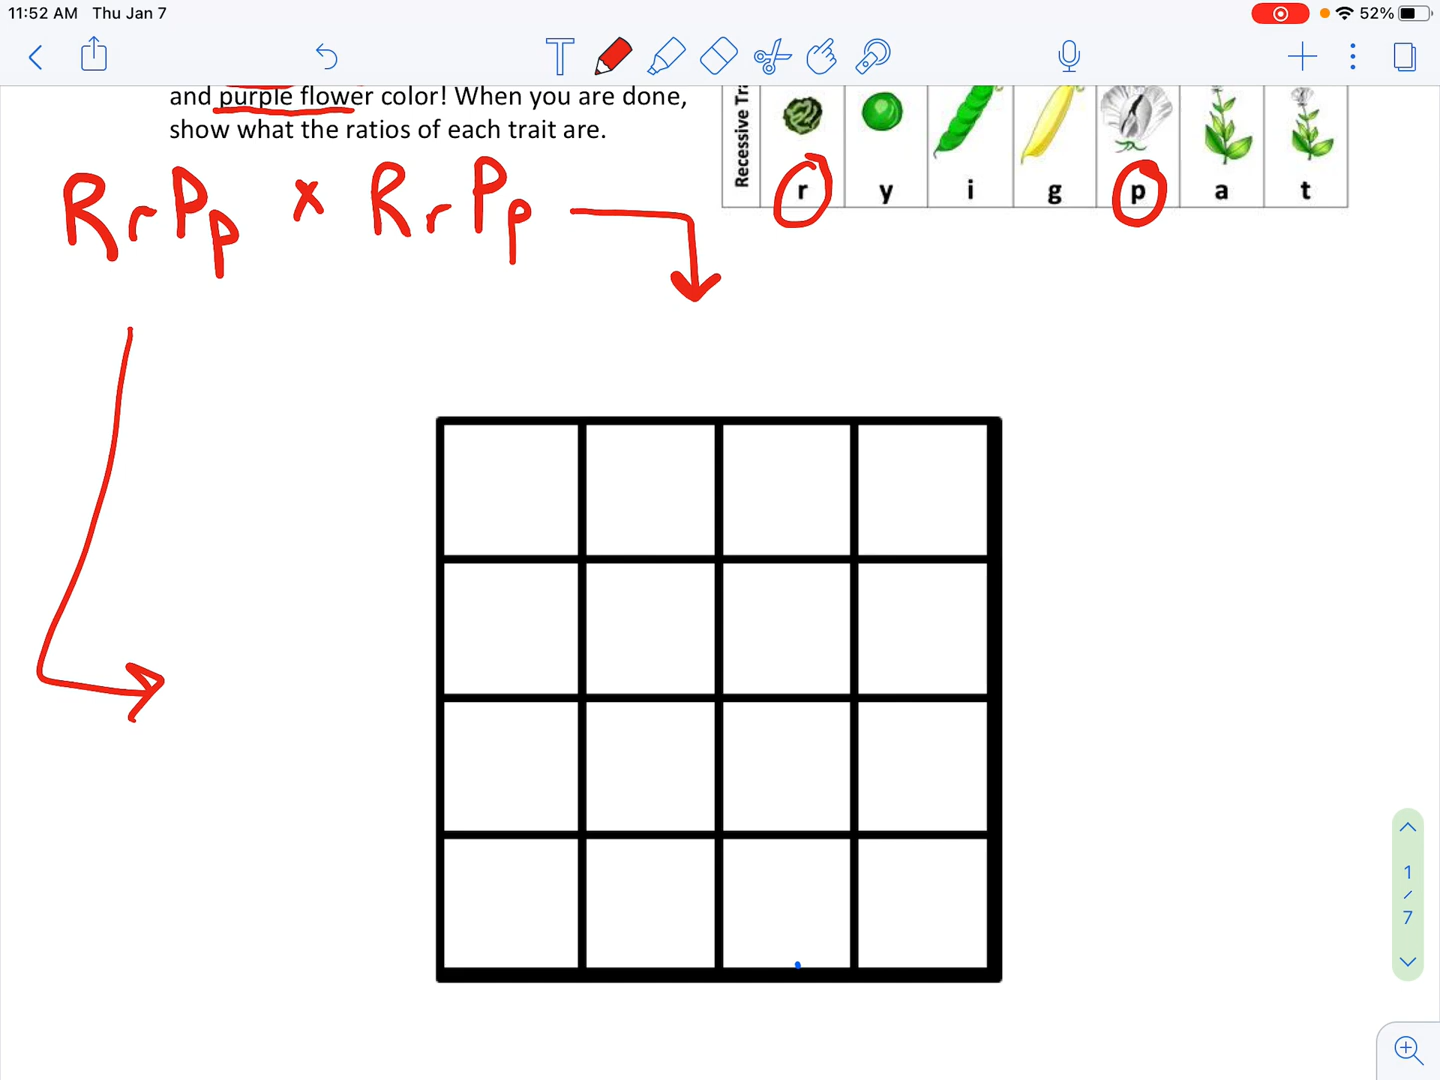 11:52 AM Thu Jan 7
52%
T
and purple flower color! When you are done,
show what the ratios of each trait are.
Recessive Tra
r y i g p a t
RrPp x RrPp
1
/
7